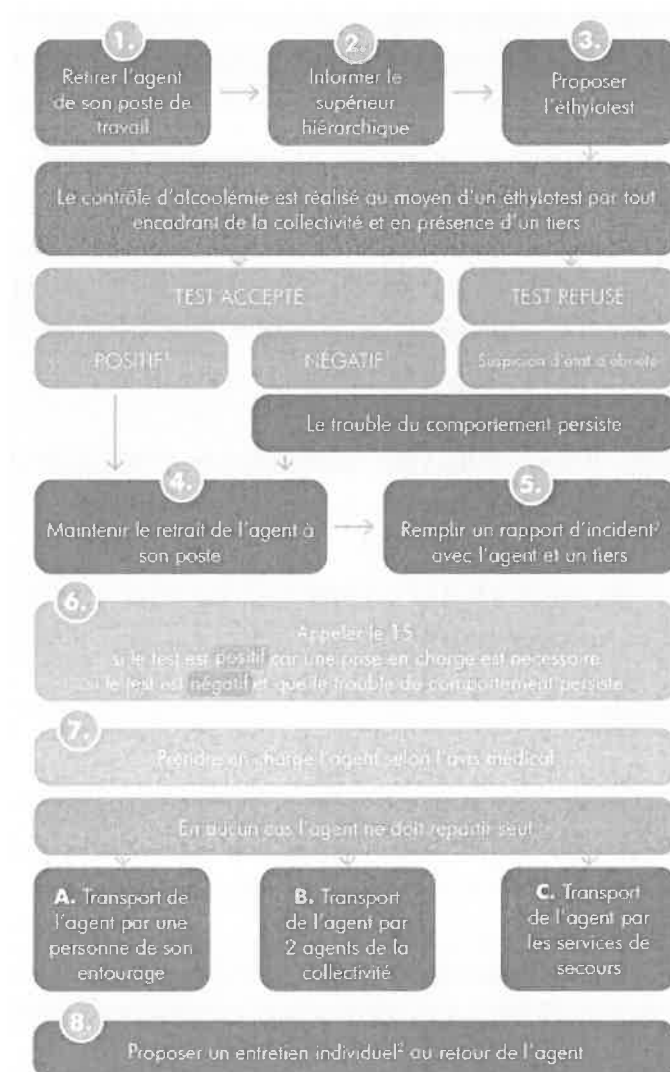 1.
Retirer l'agent
de son poste de
travail
2.
Informer le
supérieur
hiérarchique
3.
Proposer
l'éthylotest
Le contrôle d'alcoolémie est réalisé au moyen d'un éthylotest par tout
encadrant de la collectivité et en présence d'un tiers
TEST ACCEPTÉ
TEST REFUSÉ
POSITIF¹
NÉGATIF
Suspicion d'état d'ébriété
Le trouble du comportement persiste
4.
Maintenir le retrait de l'agent à
son poste
5.
Remplir un rapport d'incident
avec l'agent et un tiers
6.
Appeler le 15
si le test est positif car une prise en charge est nécessaire
si le test est négatif et que le trouble du comportement persiste
7.
Prendre en charge l'agent selon l'avis médical
En aucun cas l'agent ne doit repartir seul
A. Transport de
l'agent par une
personne de son
entourage
B. Transport
de l'agent par
2 agents de la
collectivité
C. Transport
de l'agent par
les services de
secours
8.
Proposer un entretien individuel² au retour de l'agent